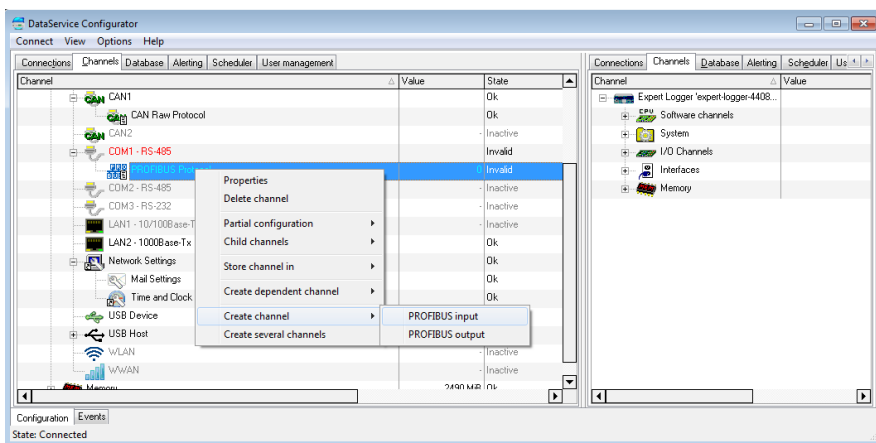 DataService Configurator
Connect View Options Help
Connections Channels Database Alerting Scheduler User management
Channel Value State
CAN1 Ok
CAN Raw Protocol Ok
CAN2 - Inactive
COM1 - RS-485 Invalid
PROFIBUS 0 Invalid
COM2 - RS-485 - Inactive
COM3 - RS-232 - Inactive
LAN1 - 10/100Base-T - Inactive
LAN2 - 1000Base-Tx Ok
Network Settings Ok
Mail Settings Ok
Time and Clock Ok
USB Device Ok
USB Host Ok
WLAN - Inactive
WWAN - Inactive
Memory 2490 MiB Ok
Properties
Delete channel
Partial configuration
Child channels
Store channel in
Create dependent channel
Create channel
Create several channels
PROFIBUS input
PROFIBUS output
Configuration Events
State: Connected
Connections Channels Database Alerting Scheduler Us
Channel Value
Expert Logger 'expert-logger-4408...
Software channels
System
I/O Channels
Interfaces
Memory